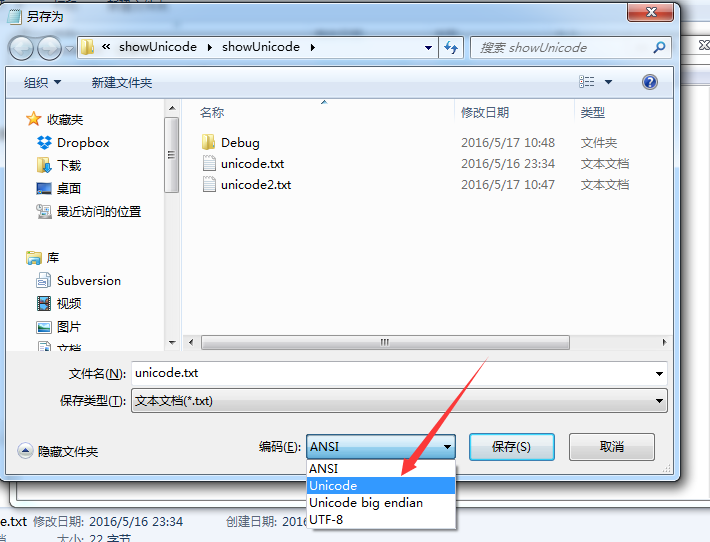 另存为
« showUnicode ▸ showUnicode ▸
搜索 showUnicode
组织 新建文件夹
名称 修改日期 类型
收藏夹
Dropbox
下载
桌面
最近访问的位置
库
Subversion
视频
图片
文档
Debug 2016/5/17 10:48 文件夹
unicode.txt 2016/5/16 23:34 文本文档
unicode2.txt 2016/5/17 10:47 文本文档
文件名(N): unicode.txt
保存类型(T): 文本文档(*.txt)
隐藏文件夹 编码(E): ANSI 保存(S) 取消
ANSI
Unicode
Unicode big endian
UTF-8
e.txt 修改日期: 2016/5/16 23:34 创建日期: 2016
大小: 22 字节